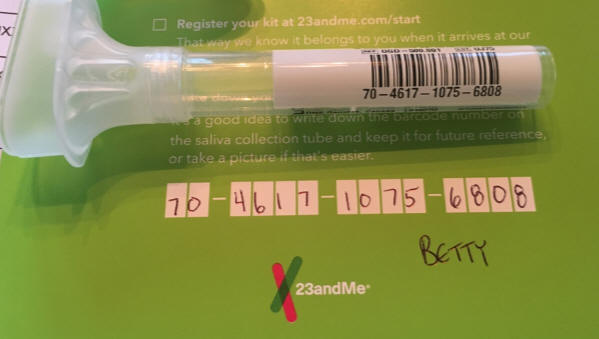 Register your kit at 23andme.com/start
That way we know it belongs to you when it arrives at our
70-4617-1075-6808
a good idea to write down the barcode number on
the saliva collection tube and keep it for future reference,
or take a picture if that's easier.
70-4617-1075-6808
BETTY
23andMe